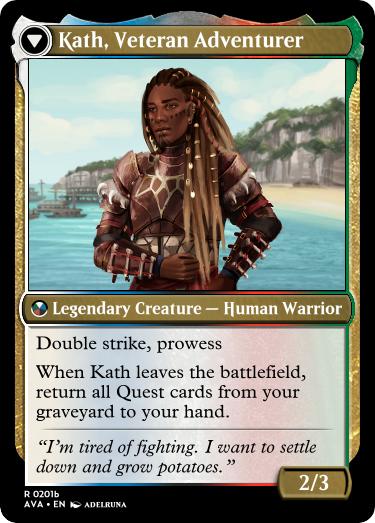 Kath, Veteran Adventurer
Legendary Creature — Human Warrior
Double strike, prowess
When Kath leaves the battlefield,
return all Quest cards from your
graveyard to your hand.
“I'm tired of fighting. I want to settle
down and grow potatoes.”
2/3
R 0201b
AVA • EN ADELRUNA